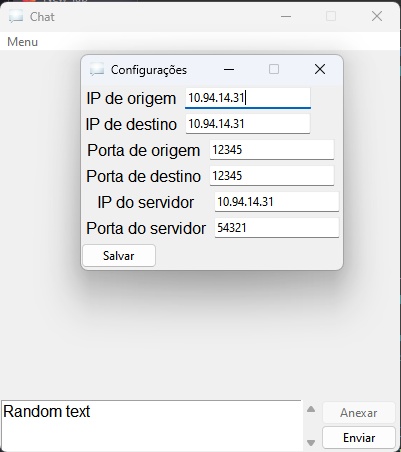 Chat
Menu
Configurações
IP de origem 10.94.14.31
IP de destino 10.94.14.31
Porta de origem 12345
Porta de destino 12345
IP do servidor 10.94.14.31
Porta do servidor 54321
Salvar
Random text
Anexar
Enviar